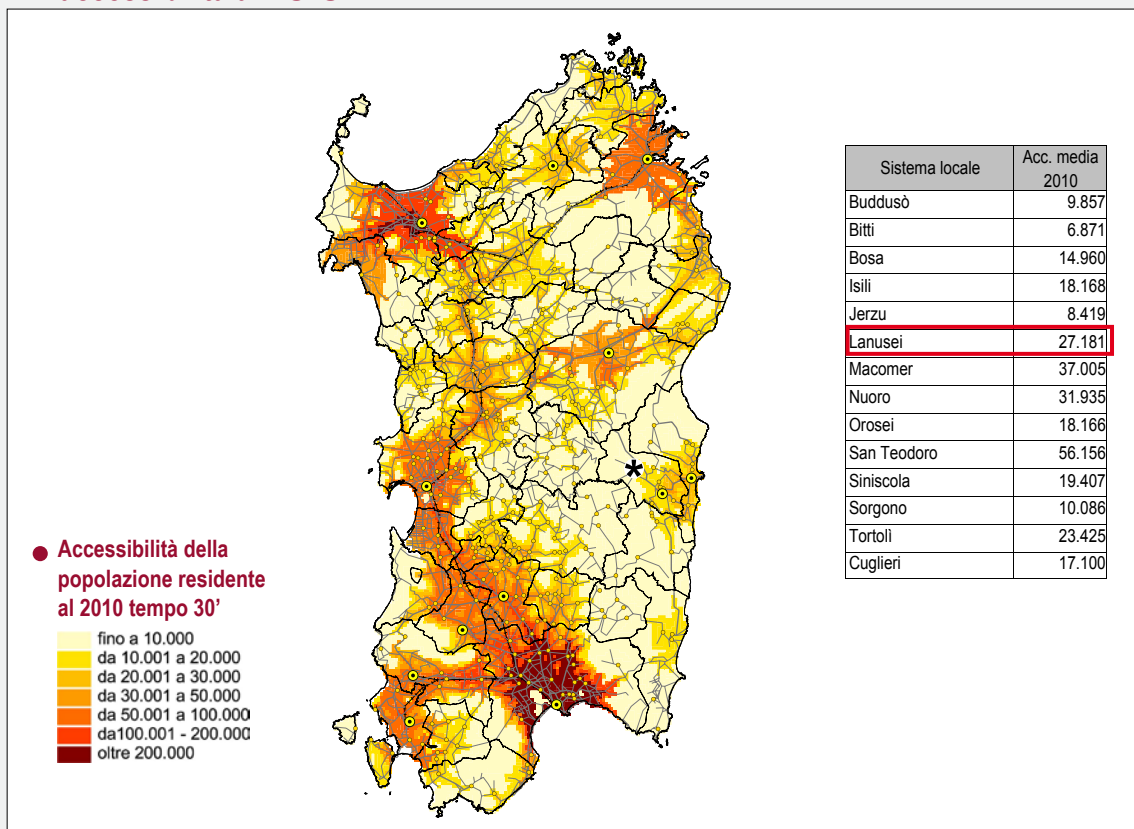 Sistema locale Acc. media 2010
Buddusò 9.857
Bitti 6.871
Bosa 14.960
Isili 18.168
Jerzu 8.419
Lanusei 27.181
Macomer 37.005
Nuoro 31.935
Orosei 18.166
San Teodoro 56.156
Siniscola 19.407
Sorgono 10.086
Tortolì 23.425
Cuglieri 17.100
*
Accessibilità della
popolazione residente
al 2010 tempo 30'
fino a 10.000
da 10.001 a 20.000
da 20.001 a 30.000
da 30.001 a 50.000
da 50.001 a 100.000
da100.001 - 200.000
oltre 200.000